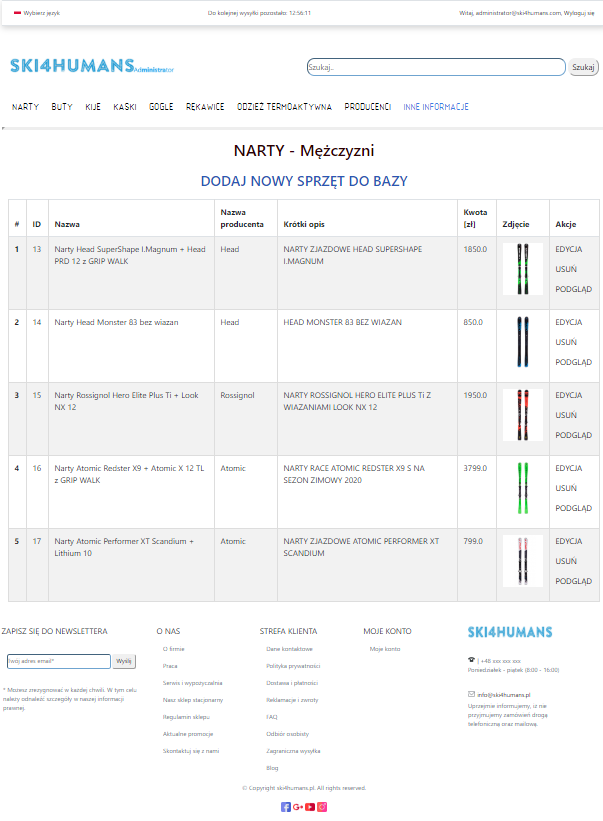 Wybierz język
Do kolejnej wysyłki pozostało: 12:56:11
Witaj, administrator@ski4humans.com, Wyloguj się
SKI4HUMANS Administrator
Szukaj..
Szukaj
NARTY BUTY KIJE KASKI GOGLE RĘKAWICE ODZIEŻ TERMOAKTYWNA PRODUCENCI INNE INFORMACJE
NARTY - Mężczyzni
DODAJ NOWY SPRZĘT DO BAZY
# ID Nazwa Nazwa producenta Krótki opis Kwota [zł] Zdjęcie Akcje
1 13 Narty Head SuperShape I.Magnum + Head Head NARTY ZJAZDOWE HEAD SUPERSHAPE 1850.0 EDYCJA
PRD 12 z GRIP WALK I.MAGNUM
USUŃ
PODGLĄD
2 14 Narty Head Monster 83 bez wiazan Head HEAD MONSTER 83 BEZ WIAZAN 850.0 EDYCJA
USUŃ
PODGLĄD
3 15 Narty Rossignol Hero Elite Plus Ti + Look Rossignol NARTY ROSSIGNOL HERO ELITE PLUS Ti Z 1950.0 EDYCJA
NX 12 WIAZANIAMI LOOK NX 12
USUŃ
PODGLĄD
4 16 Narty Atomic Redster X9 + Atomic X 12 TL Atomic NARTY RACE ATOMIC REDSTER X9 S NA 3799.0 EDYCJA
z GRIP WALK SEZON ZIMOWY 2020
USUŃ
PODGLĄD
5 17 Narty Atomic Performer XT Scandium + Atomic NARTY ZJAZDOWE ATOMIC PERFORMER XT 799.0 EDYCJA
Lithium 10 SCANDIUM
USUŃ
PODGLĄD
ZAPISZ SIĘ DO NEWSLETTERA
Twój adres email*
Wyślij
* Możesz zrezygnować w każdej chwili. W tym celu
należy odnaleźć szczegóły w naszej informacji
prawnej.
O NAS
O firmie
Praca
Serwis i wypożyczalnia
Nasz sklep stacjonarny
Regulamin sklepu
Aktualne promocje
Skontaktuj się z nami
STREFA KLIENTA
Dane kontaktowe
Polityka prywatności
Dostawa i płatności
Reklamacje i zwroty
FAQ
Odbiór osobisty
Zagraniczna wysyłka
Blog
MOJE KONTO
Moje konto
SKI4HUMANS
| +48 xxx xxx xxx
Poniedziałek - piątek (8:00 - 16:00)
info@ski4humans.pl
Uprzejmie informujemy, iż nie
przyjmujemy zamówień drogą
telefoniczną oraz mailową.
© Copyright ski4humans.pl. All rights reserved.